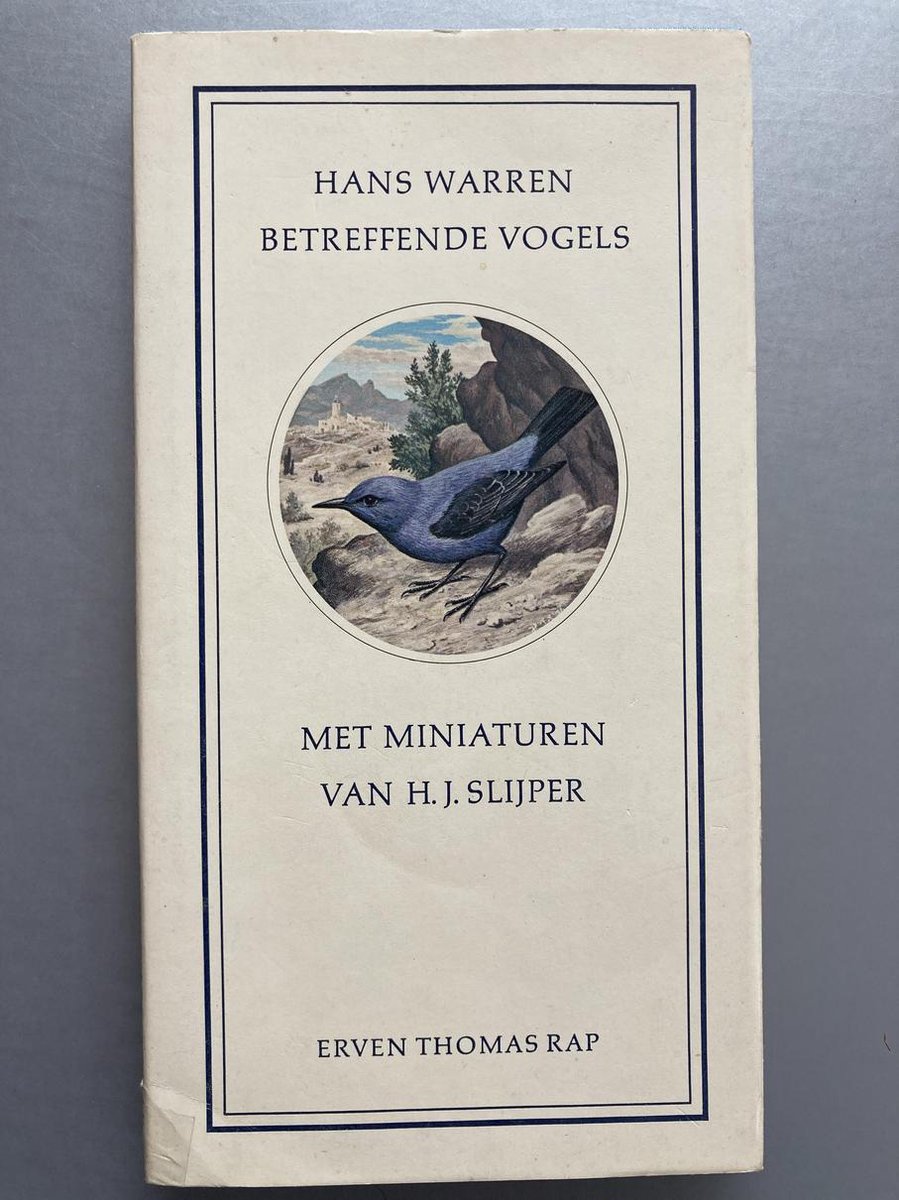 HANS WARREN
BETREFFENDE VOGELS
MET MINIATUREN
VAN H. J. SLIJPER
ERVEN THOMAS RAP